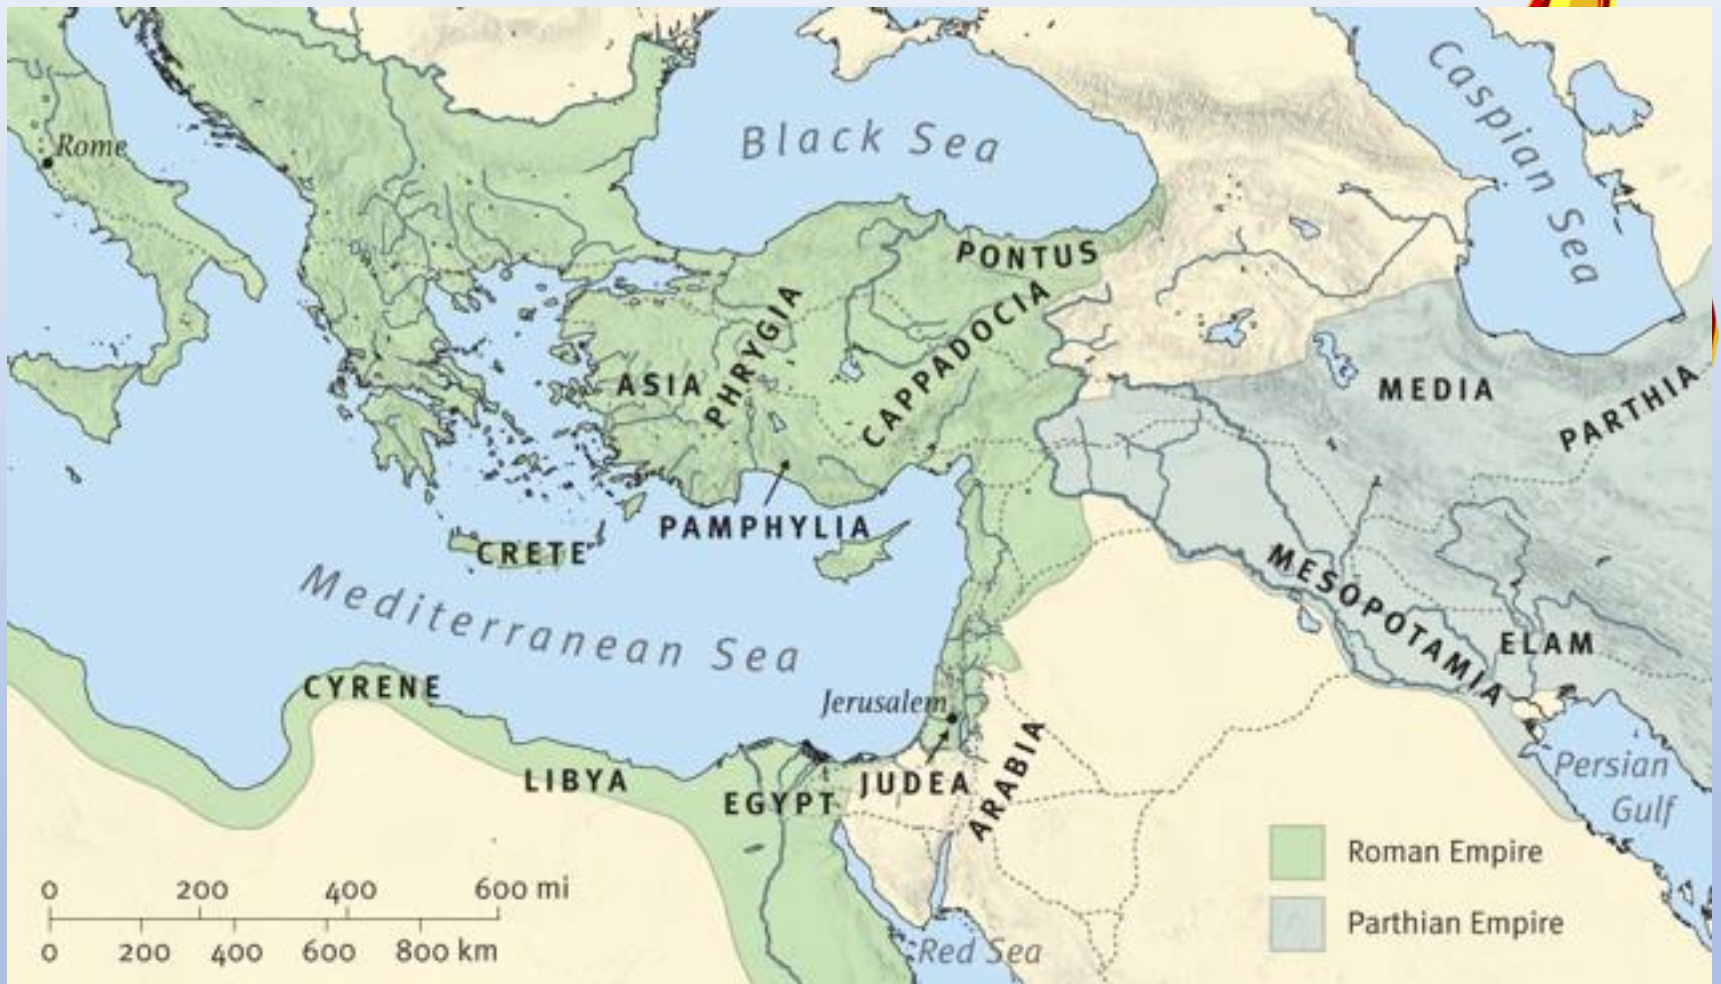 Rome
Black Sea
Caspian Sea
PONTUS
PHRYGIA
CAPPADOCIA
ASIA
MEDIA
PARTHIA
PAMPHYLIA
CRETE
Mediterranean Sea
MESOPOTAMIA
ELAM
CYRENE
Jerusalem
LIBYA
EGYPT
JUDEA
ARABIA
Persian
Gulf
Roman Empire
Parthian Empire
0 200 400 600 mi
0 200 400 600 800 km
Red Sea